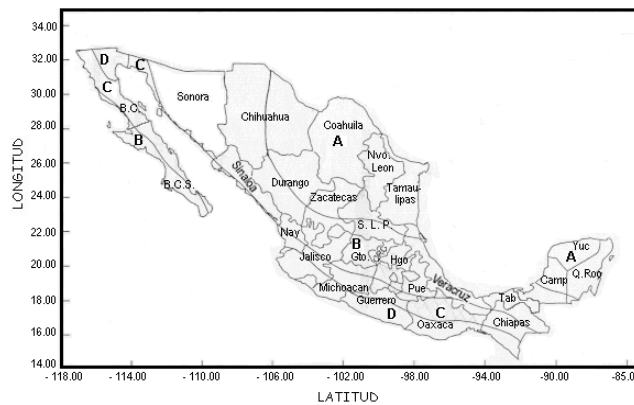 34.00
32.00
30.00
28.00
26.00
24.00
22.00
20.00
18.00
16.00
14.00
LONGITUD
D
C
C
Sonora
B.C.
B
B.C.S.
Chihuahua
Coahuila
A
Nvo.
Leon
Sinaloa
Durango
Zacatecas
Tamau-
lipas
S. L. P.
Nay
B
Gto.
Hgo
Jalisco
Michoacan
Pue
Veracruz
Guerrero
D
C
Oaxaca
Tab
Chiapas
Camp
Yuc
A
Q. Roo
- 118.00 - 114.00 - 110.00 - 106.00 - 102.00 - 98.00 - 94.00 - 90.00 - 85.00
LATITUD